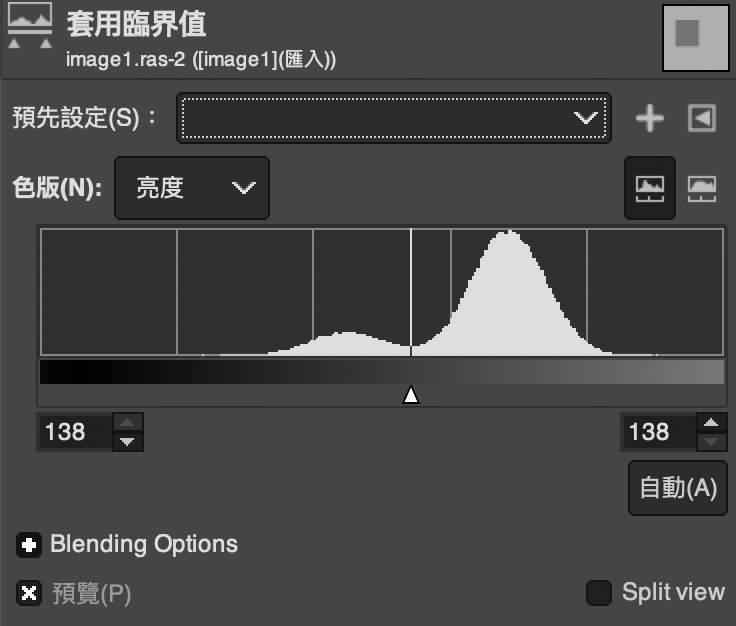 套用臨界值
image1.ras-2 ([image1](匯入))
預先設定(S)：
色版(N):
亮度
138
138
自動(A)
Blending Options
預覽(P)
Split view